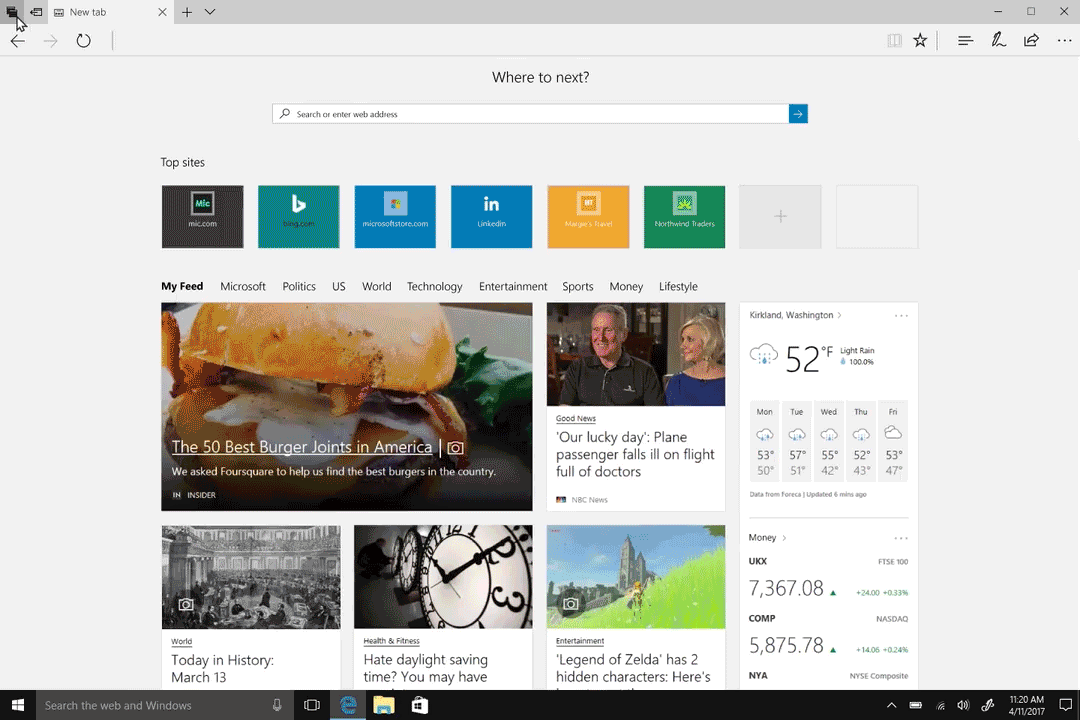 New tab
Where to next?
Search or enter web address
Top sites
Mic
mic.com
bing.com
microsoftstore.com
in
LinkedIn
Margie's Travel
Northwind Traders
My Feed Microsoft Politics US World Technology Entertainment Sports Money Lifestyle
The 50 Best Burger Joints in America
We asked Foursquare to help us find the best burgers in the country.
IN INSIDER
Good News
'Our lucky day': Plane
passenger falls ill on flight
full of doctors
NBC News
Kirkland, Washington
52°F
Light Rain
100.0%
Mon Tue Wed Thu Fri
53° 57° 55° 52° 53°
50° 51° 42° 43° 47°
Data from Foreca | Updated 6 mins ago
Money
UKX FTSE 100
7,367.08 +24.00 +0.33%
COMP NASDAQ
5,875.78 +14.06 +0.24%
NYA NYSE Composite
World
Today in History:
March 13
Health & Fitness
Hate daylight saving
time? You may have
Entertainment
'Legend of Zelda' has 2
hidden characters: Here's
Search the web and Windows
11:20 AM
4/11/2017